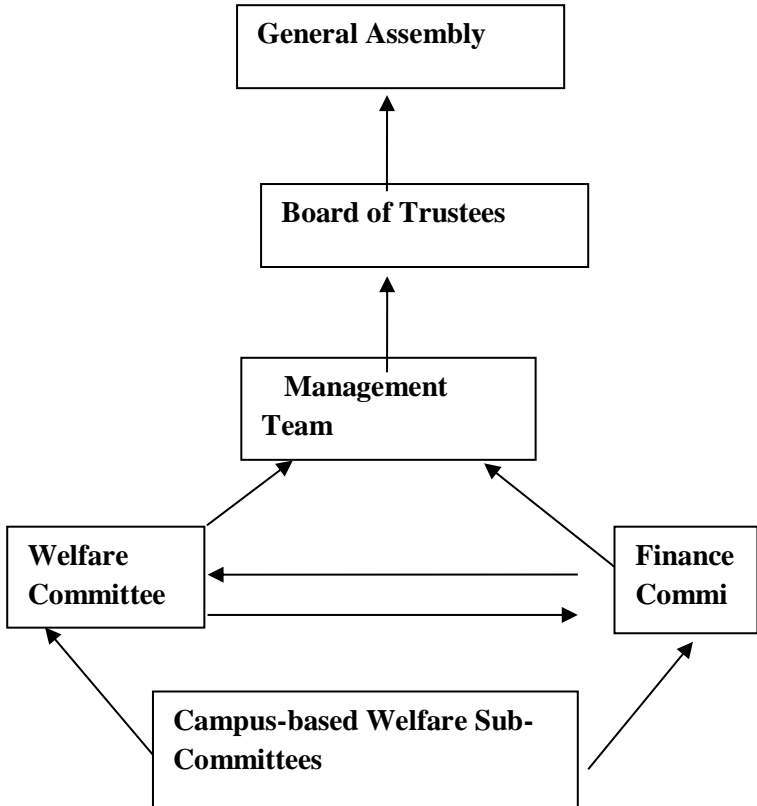 General Assembly
Board of Trustees
Management
Team
Welfare
Committee
Finance
Commi
Campus-based Welfare Sub-
Committees